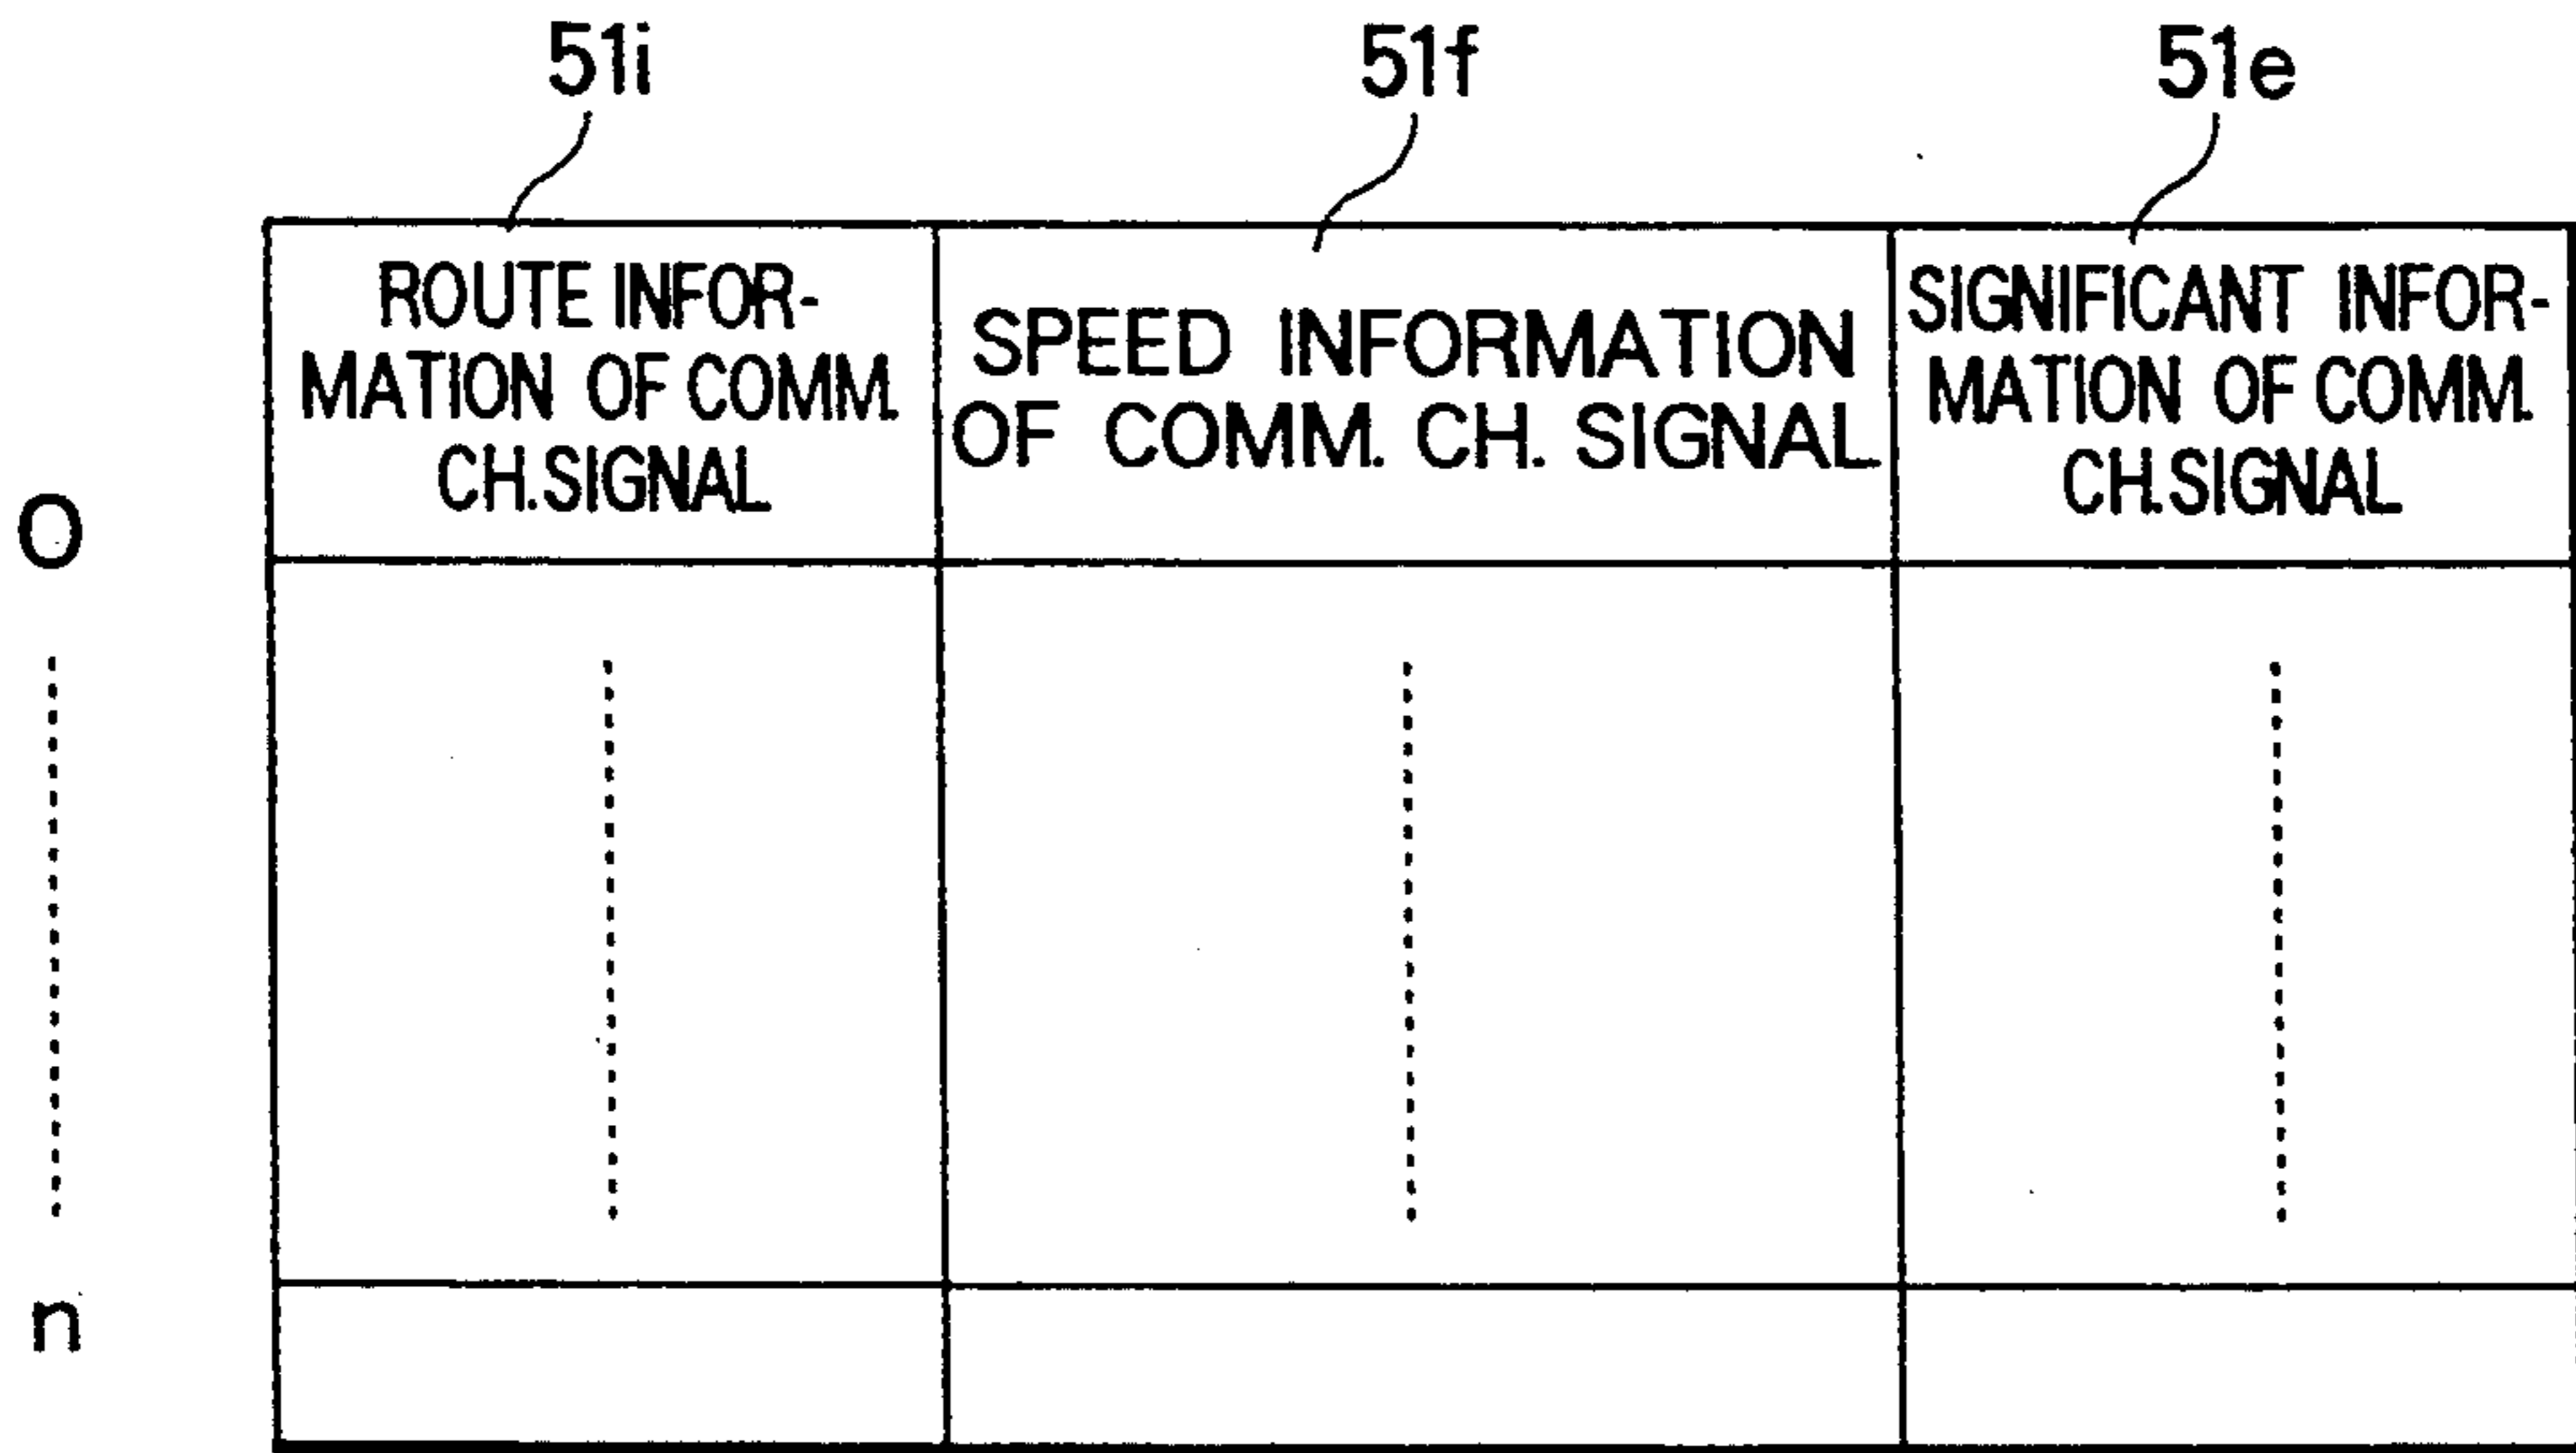 51i 51f 51e
ROUTE INFOR-
MATION OF COMM.
CH.SIGNAL
SPEED INFORMATION
OF COMM. CH. SIGNAL
SIGNIFICANT INFOR-
MATION OF COMM.
CH.SIGNAL
0
n